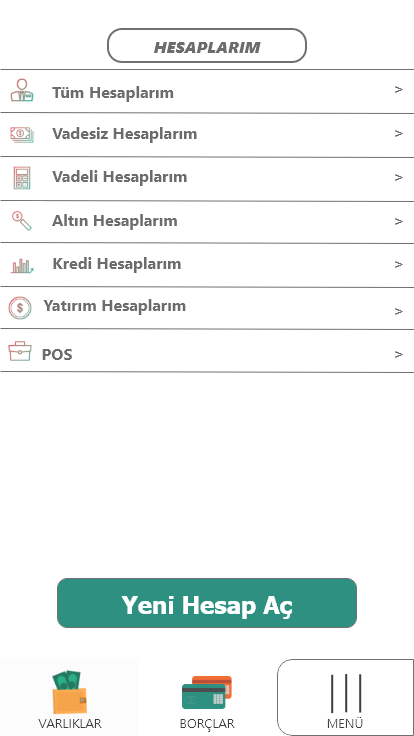 HESAPLARIM
Tüm Hesaplarım >
Vadesiz Hesaplarım >
Vadeli Hesaplarım >
Altın Hesaplarım >
Kredi Hesaplarım >
Yatırım Hesaplarım >
POS >
Yeni Hesap Aç
VARLIKLAR
BORÇLAR
MENÜ